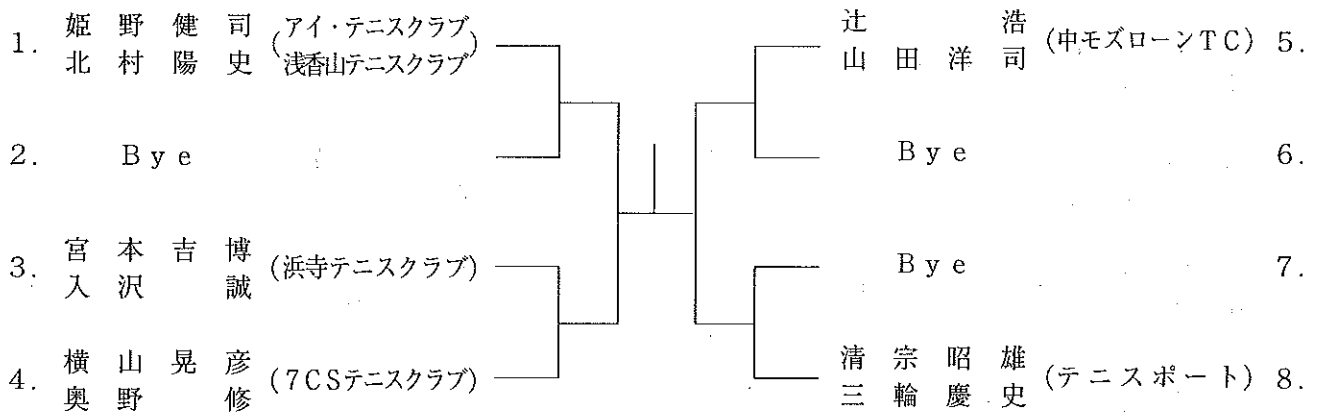 1. 姫野健司 (アイ・テニスクラブ
北村陽史 浅香山テニスクラブ)
2. Bye
3. 宮本吉博 (浜寺テニスクラブ)
入沢誠
4. 横山晃彦 (7CSテニスクラブ)
奥野修
辻浩 (中モズローンTC) 5.
山田洋司
Bye 6.
Bye 7.
清宗昭雄 (テニスポート) 8.
三輪慶史